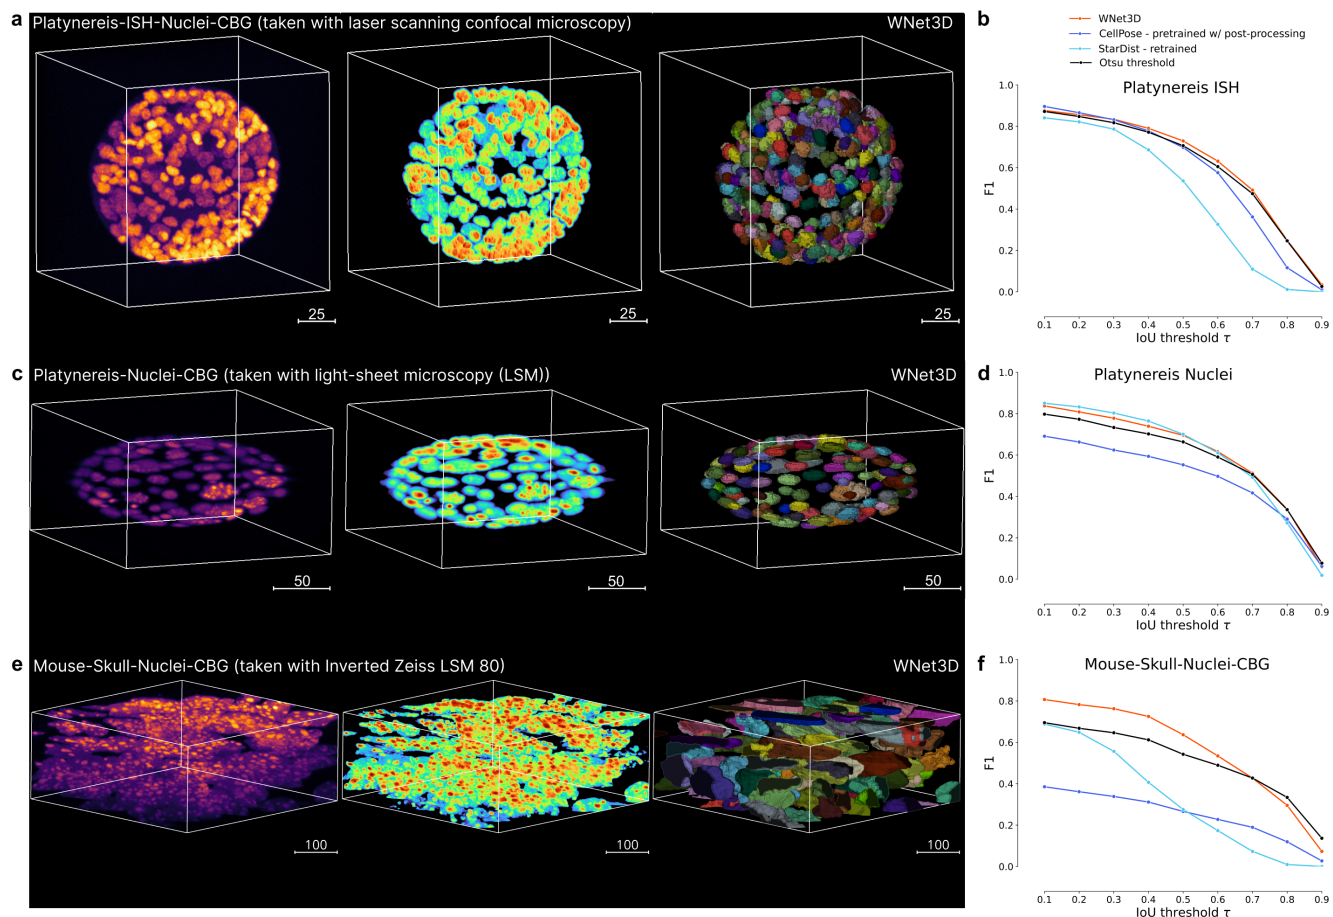 a Platynereis-ISH-Nuclei-CBG (taken with laser scanning confocal microscopy) WNet3D
25 25 25
b
WNet3D
CellPose - pretrained w/ post-processing
StarDist - retrained
Otsu threshold
Platynereis ISH
1.0
0.8
0.6
0.4
0.2
0.0
F1
0.1 0.2 0.3 0.4 0.5 0.6 0.7 0.8 0.9
IoU threshold τ
c Platynereis-Nuclei-CBG (taken with light-sheet microscopy (LSM)) WNet3D
50 50 50
d
Platynereis Nuclei
1.0
0.8
0.6
0.4
0.2
0.0
F1
0.1 0.2 0.3 0.4 0.5 0.6 0.7 0.8 0.9
IoU threshold τ
e Mouse-Skull-Nuclei-CBG (taken with Inverted Zeiss LSM 80) WNet3D
100 100 100
f
Mouse-Skull-Nuclei-CBG
1.0
0.8
0.6
0.4
0.2
0.0
F1
0.1 0.2 0.3 0.4 0.5 0.6 0.7 0.8 0.9
IoU threshold τ